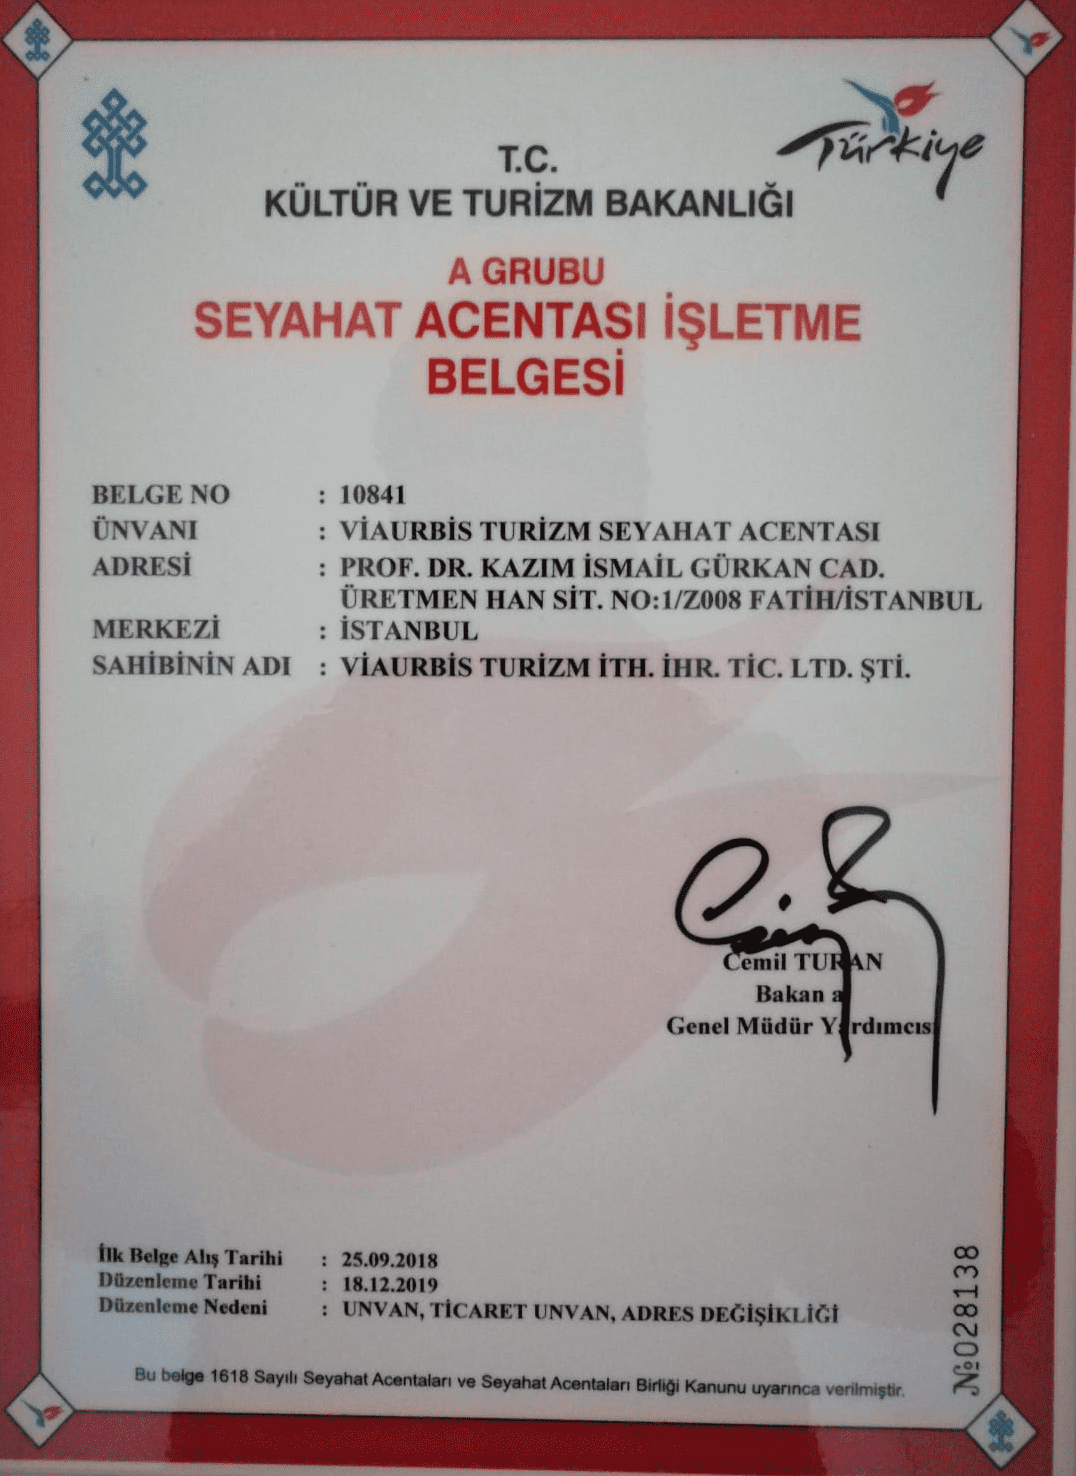 Türkiye
T.C.
KÜLTÜR VE TURİZM BAKANLIĞI
A GRUBU
SEYAHAT ACENTASI İŞLETME
BELGESİ
BELGE NO : 10841
ÜNVANI : VİAURBİS TURİZM SEYAHAT ACENTASI
ADRESİ : PROF. DR. KAZIM İSMAİL GÜRKAN CAD.
ÜRETMEN HAN SİT. NO:1/Z008 FATİH/İSTANBUL
MERKEZİ : İSTANBUL
SAHİBİNİN ADI : VİAURBİS TURİZM İTH. İHR. TİC. LTD. ŞTİ.
Cemil TURAN
Bakan a
Genel Müdür Yardımcısı
İlk Belge Alış Tarihi : 25.09.2018
Düzenleme Tarihi : 18.12.2019
Düzenleme Nedeni : UNVAN, TİCARET UNVAN, ADRES DEĞİŞİKLİĞİ
Bu belge 1618 Sayılı Seyahat Acentaları ve Seyahat Acentaları Birliği Kanunu uyarınca verilmiştir.
№028138